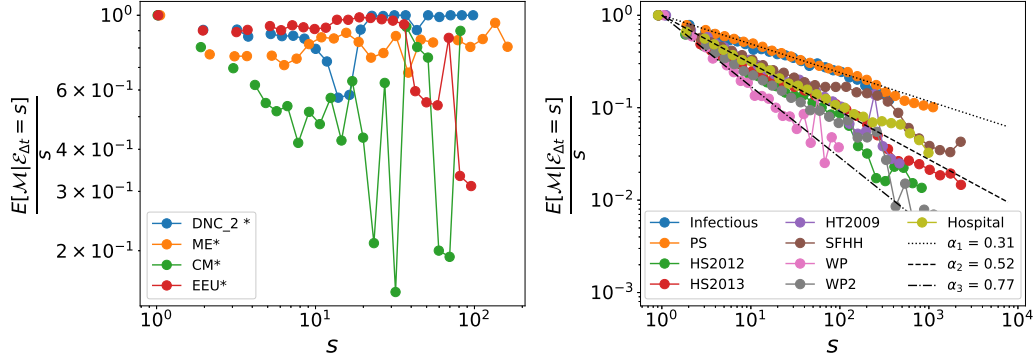 E[ℳ|ℰ_Δt = s]
s
10^0
6 × 10^−1
4 × 10^−1
3 × 10^−1
2 × 10^−1
DNC_2 *
ME*
CM*
EEU*
10^0 10^1 10^2
s
E[ℳ|ℰ_Δt = s]
s
10^0
10^−1
10^−2
10^−3
Infectious HT2009 Hospital
PS SFHH α_1 = 0.31
HS2012 WP α_2 = 0.52
HS2013 WP2 α_3 = 0.77
10^0 10^1 10^2 10^3 10^4
s